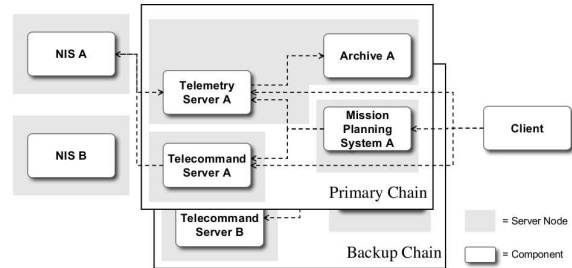 NIS A
Archive A
Telemetry
Server A
Mission
Planning
System A
Client
NIS B
Telecommand
Server A
Primary Chain
Telecommand
Server B
Backup Chain
= Server Node
= Component